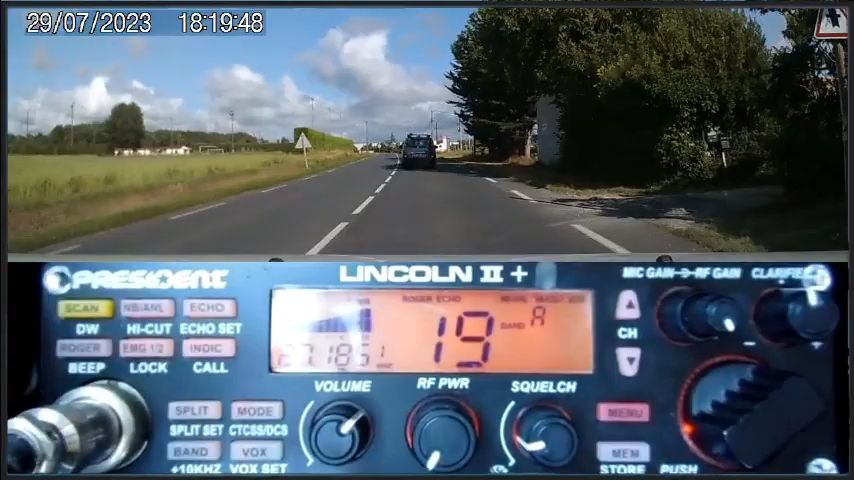 29/07/2023 18:19:48
PRESIDENT LINCOLN II + MIC GAIN RF GAIN CLARIFIER
SCAN NB/ANL ECHO
DW HI-CUT ECHO SET
ROGER EMG 1/2 INDIC
BEEP LOCK CALL
ROGER ECHO
19 BAND A
27.185
CH
VOLUME RF PWR SQUELCH
SPLIT MODE
SPLIT SET CTCSS/DCS
BAND VOX
+10KHZ VOX SET
MENU
MEM
STORE PUSH